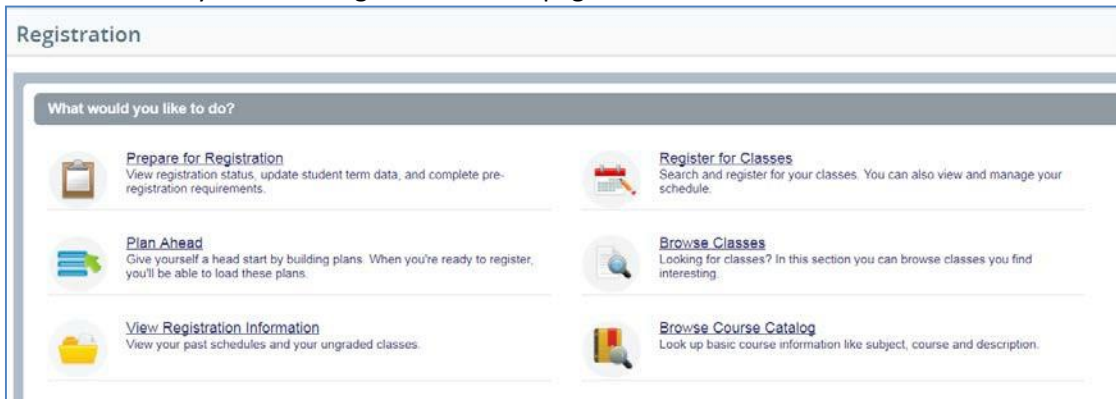 Registration
What would you like to do?
Prepare for Registration
View registration status, update student term data, and complete pre-
registration requirements.
Register for Classes
Search and register for your classes. You can also view and manage your
schedule.
Plan Ahead
Give yourself a head start by building plans. When you're ready to register,
you'll be able to load these plans.
Browse Classes
Looking for classes? In this section you can browse classes you find
interesting.
View Registration Information
View your past schedules and your ungraded classes.
Browse Course Catalog
Look up basic course information like subject, course and description.